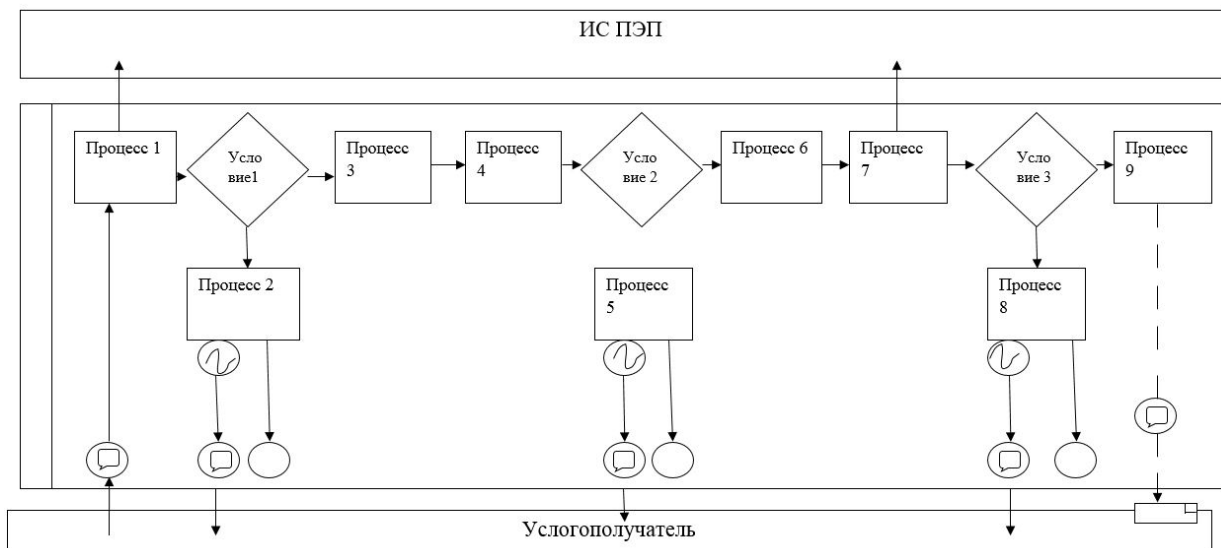 ИС ПЭП
Процесс 1
Усло
вие1
Процесс
3
Процесс
4
Усло
вие 2
Процесс 6
Процесс
7
Усло
вие 3
Процесс
9
Процесс 2
Процесс
5
Процесс
8
Услогополучатель